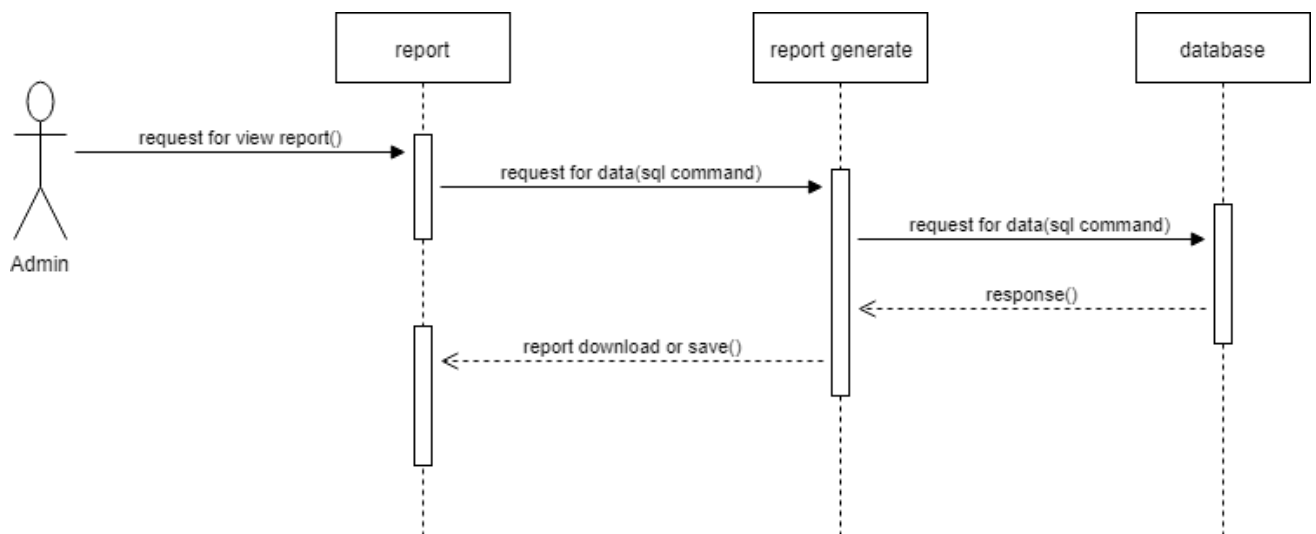 report
report generate
database
request for view report()
request for data(sql command)
request for data(sql command)
Admin
response()
report download or save()